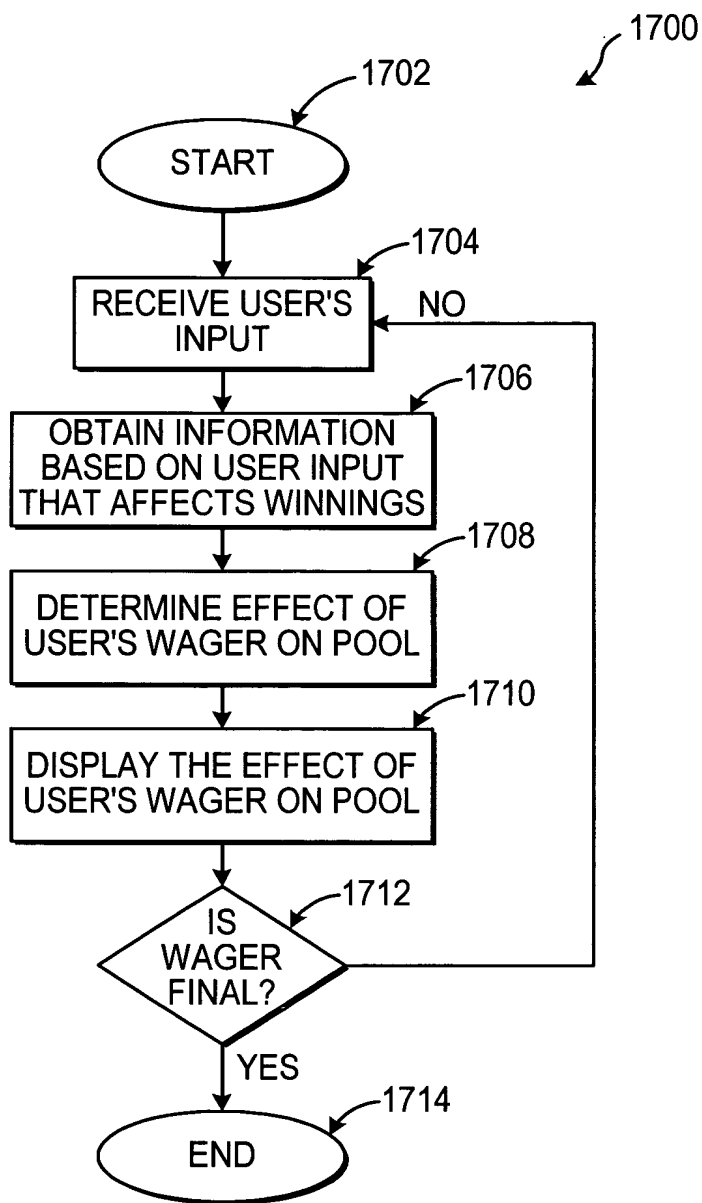 1700
1702
START
1704
RECEIVE USER'S
INPUT
NO
1706
OBTAIN INFORMATION
BASED ON USER INPUT
THAT AFFECTS WINNINGS
1708
DETERMINE EFFECT OF
USER'S WAGER ON POOL
1710
DISPLAY THE EFFECT OF
USER'S WAGER ON POOL
1712
IS
WAGER
FINAL?
YES
1714
END